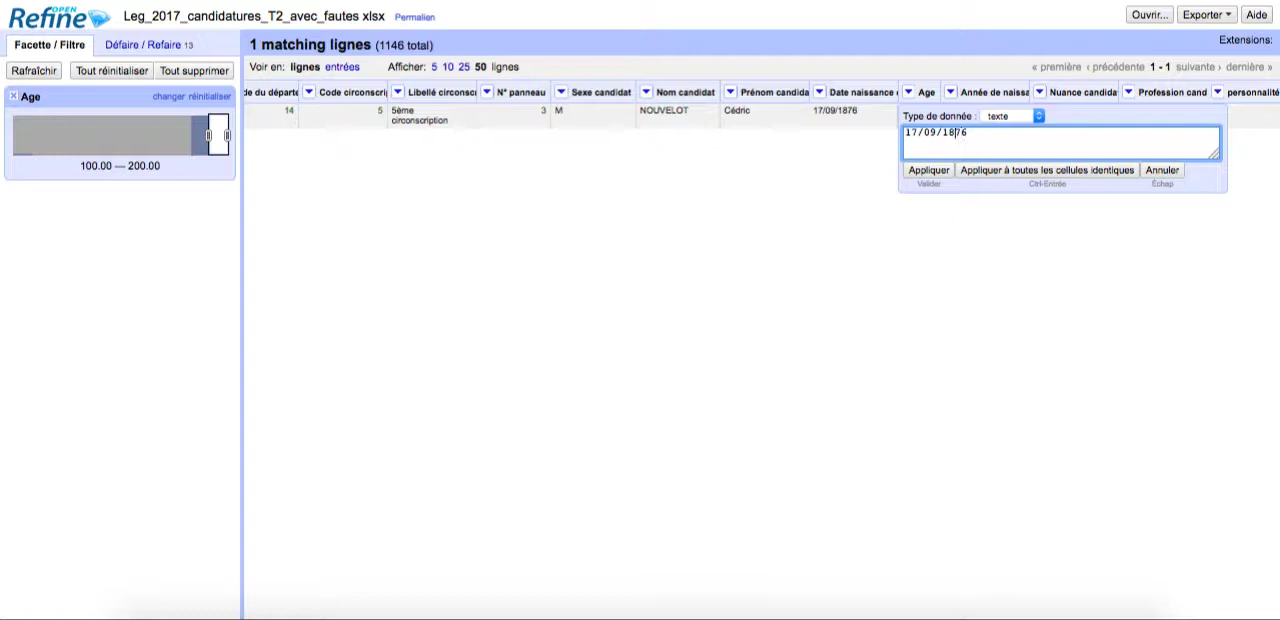 OPEN
Refine
Leg_2017_candidatures_T2_avec_fautes xlsx Permalien
Ouvrir... Exporter Aide
Facette / Filtre Défaire / Refaire 13
1 matching lignes (1146 total)
Extensions:
Rafraîchir Tout réinitialiser Tout supprimer
Voir en: lignes entrées Afficher: 5 10 25 50 lignes
« première ‹ précédente 1 - 1 suivante › dernière »
Age changer réinitialiser
100.00 — 200.00
de du départe Code circonscri Libellé circonsc N° panneau Sexe candidat Nom candidat Prénom candida Date naissance Age Année de naiss Nuance candida Profession cand personnalité
14 5 5ème circonscription 3 M NOUVELOT Cédric 17/09/1876
Type de donnée : texte
17/09/1876
Appliquer Appliquer à toutes les cellules identiques Annuler
Valider Ctrl-Entrée Échap